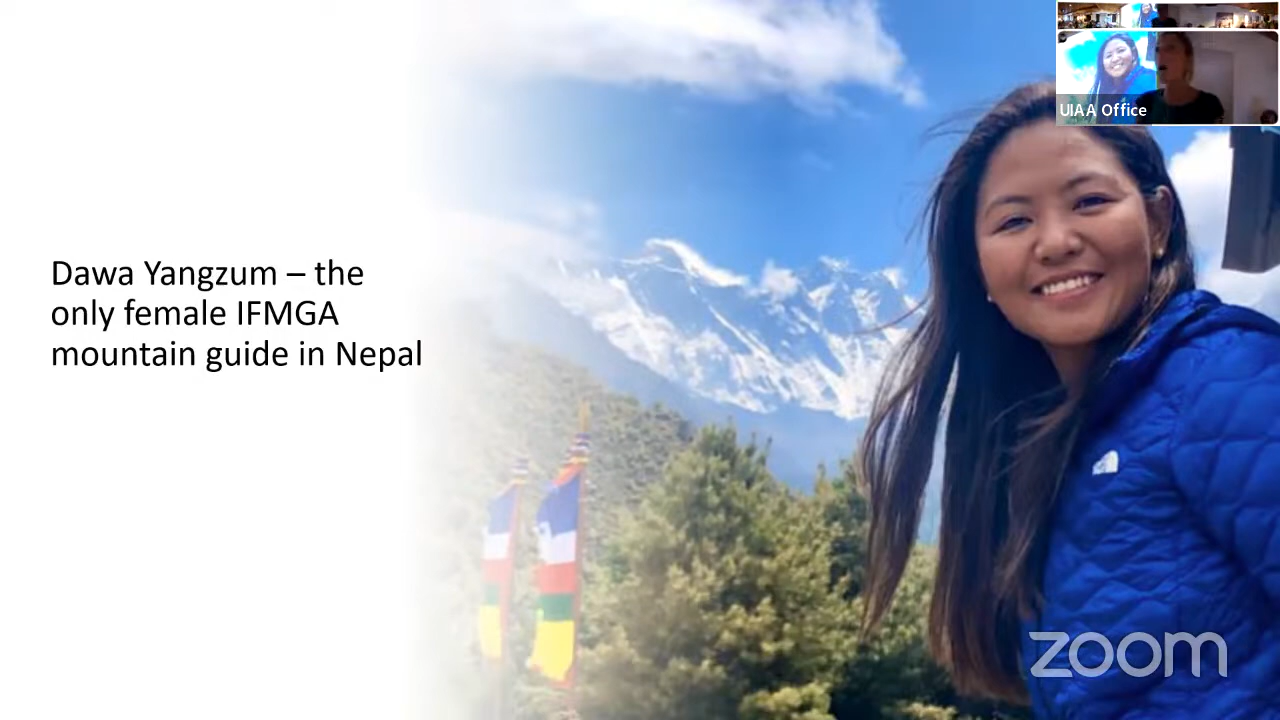 UIAA Office
Dawa Yangzum – the
only female IFMGA
mountain guide in Nepal
zoom